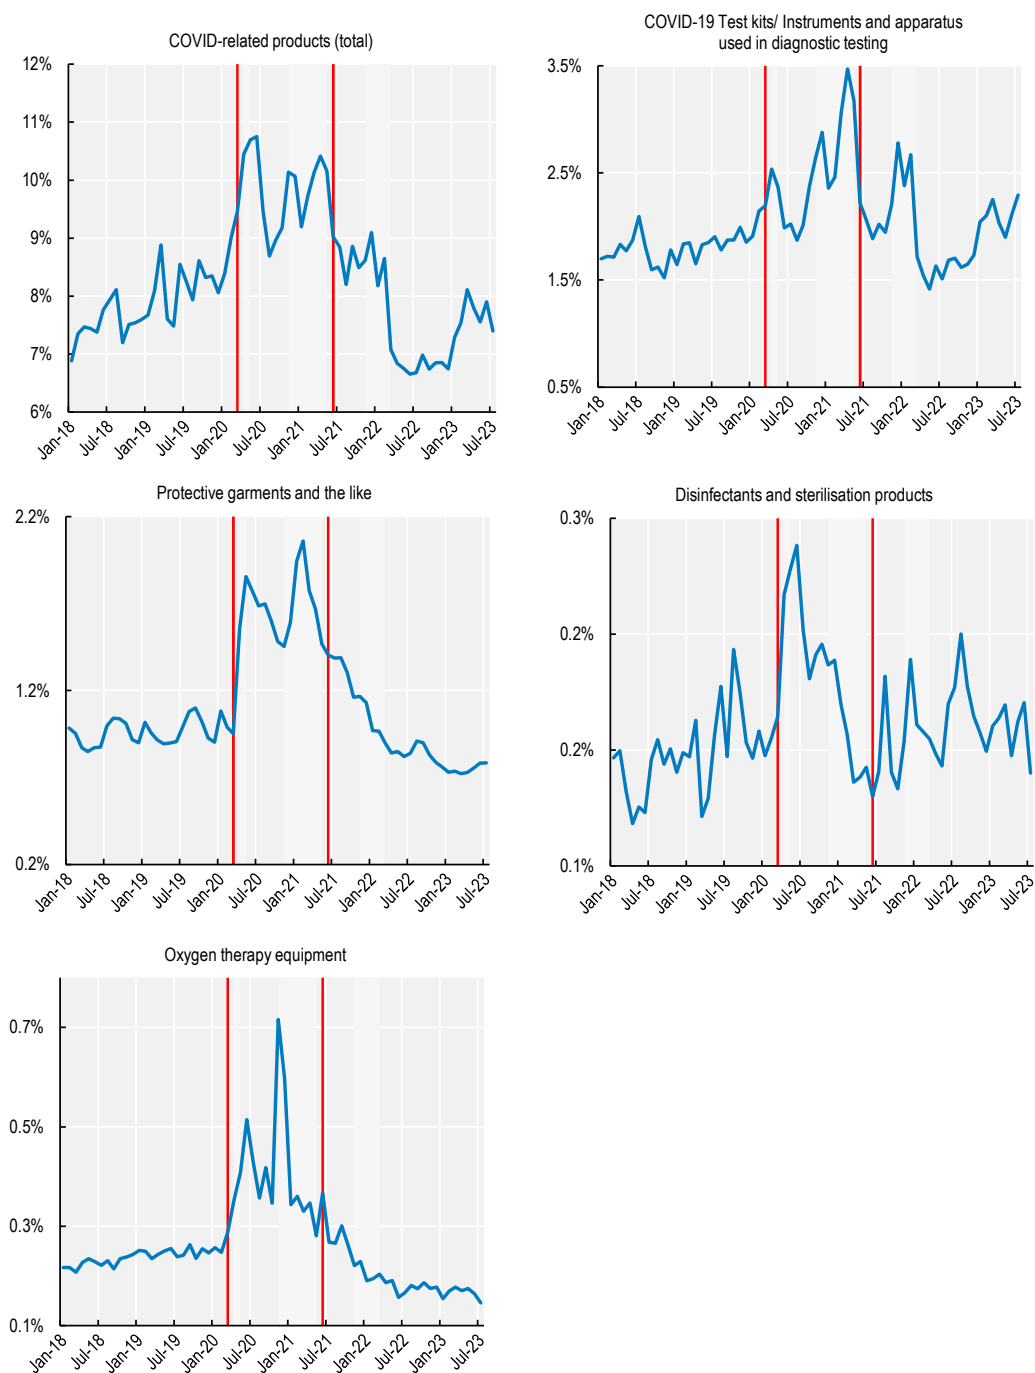 COVID-related products (total)
12%
11%
10%
9%
8%
7%
6%
Jan-18
Jul-18
Jan-19
Jul-19
Jan-20
Jul-20
Jan-21
Jul-21
Jan-22
Jul-22
Jan-23
Jul-23
COVID-19 Test kits/ Instruments and apparatus
used in diagnostic testing
3.5%
2.5%
1.5%
0.5%
Jan-18
Jul-18
Jan-19
Jul-19
Jan-20
Jul-20
Jan-21
Jul-21
Jan-22
Jul-22
Jan-23
Jul-23
Protective garments and the like
2.2%
1.2%
0.2%
Jan-18
Jul-18
Jan-19
Jul-19
Jan-20
Jul-20
Jan-21
Jul-21
Jan-22
Jul-22
Jan-23
Jul-23
Disinfectants and sterilisation products
0.3%
0.2%
0.2%
0.1%
Jan-18
Jul-18
Jan-19
Jul-19
Jan-20
Jul-20
Jan-21
Jul-21
Jan-22
Jul-22
Jan-23
Jul-23
Oxygen therapy equipment
0.7%
0.5%
0.3%
0.1%
Jan-18
Jul-18
Jan-19
Jul-19
Jan-20
Jul-20
Jan-21
Jul-21
Jan-22
Jul-22
Jan-23
Jul-23